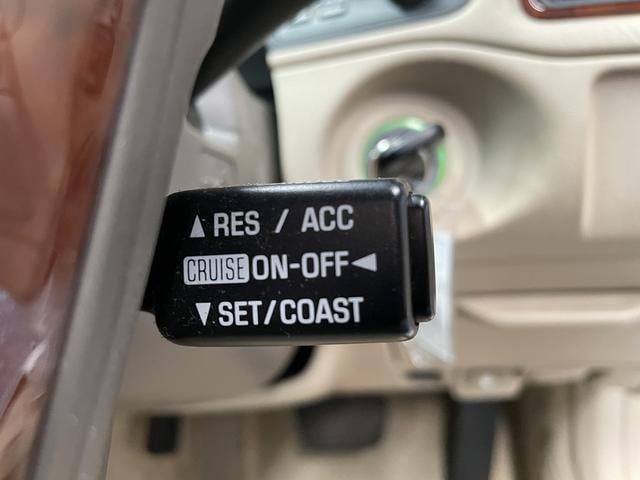 ▲ RES / ACC
CRUISE ON-OFF ◄
▼ SET/COAST